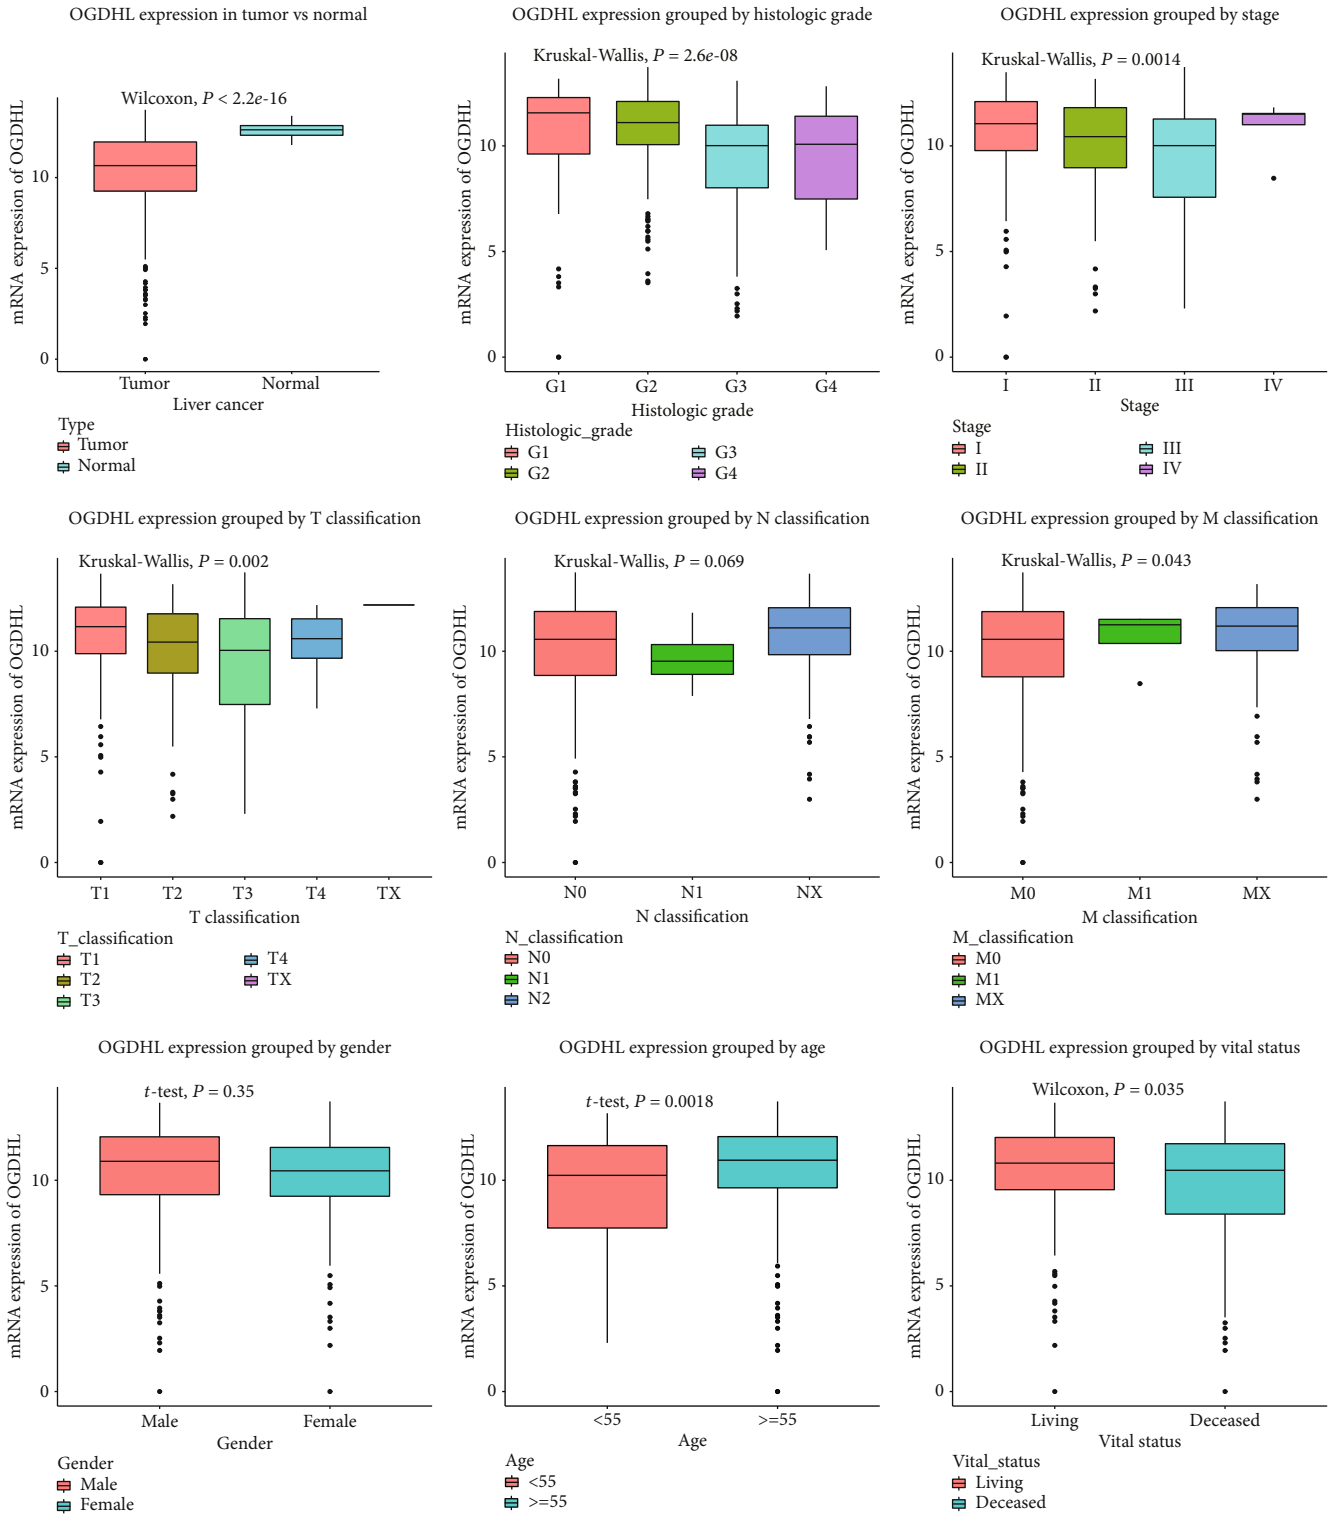 OGDHL expression in tumor vs normal
Wilcoxon, P < 2.2e-16
mRNA expression of OGDHL
10
5
0
Tumor Normal
Liver cancer
Type
Tumor
Normal
OGDHL expression grouped by histologic grade
Kruskal-Wallis, P = 2.6e-08
mRNA expression of OGDHL
10
5
0
G1 G2 G3 G4
Histologic grade
Histologic_grade
G1 G3
G2 G4
OGDHL expression grouped by stage
Kruskal-Wallis, P = 0.0014
mRNA expression of OGDHL
10
5
0
I II III IV
Stage
Stage
I III
II IV
OGDHL expression grouped by T classification
Kruskal-Wallis, P = 0.002
mRNA expression of OGDHL
10
5
0
T1 T2 T3 T4 TX
T classification
T_classification
T1 T4
T2 TX
T3
OGDHL expression grouped by N classification
Kruskal-Wallis, P = 0.069
mRNA expression of OGDHL
10
5
0
N0 N1 NX
N classification
N_classification
N0
N1
N2
OGDHL expression grouped by M classification
Kruskal-Wallis, P = 0.043
mRNA expression of OGDHL
10
5
0
M0 M1 MX
M classification
M_classification
M0
M1
MX
OGDHL expression grouped by gender
t-test, P = 0.35
mRNA expression of OGDHL
10
5
0
Male Female
Gender
Gender
Male
Female
OGDHL expression grouped by age
t-test, P = 0.0018
mRNA expression of OGDHL
10
5
0
<55 >=55
Age
Age
<55
>=55
OGDHL expression grouped by vital status
Wilcoxon, P = 0.035
mRNA expression of OGDHL
10
5
0
Living Deceased
Vital status
Vital_status
Living
Deceased